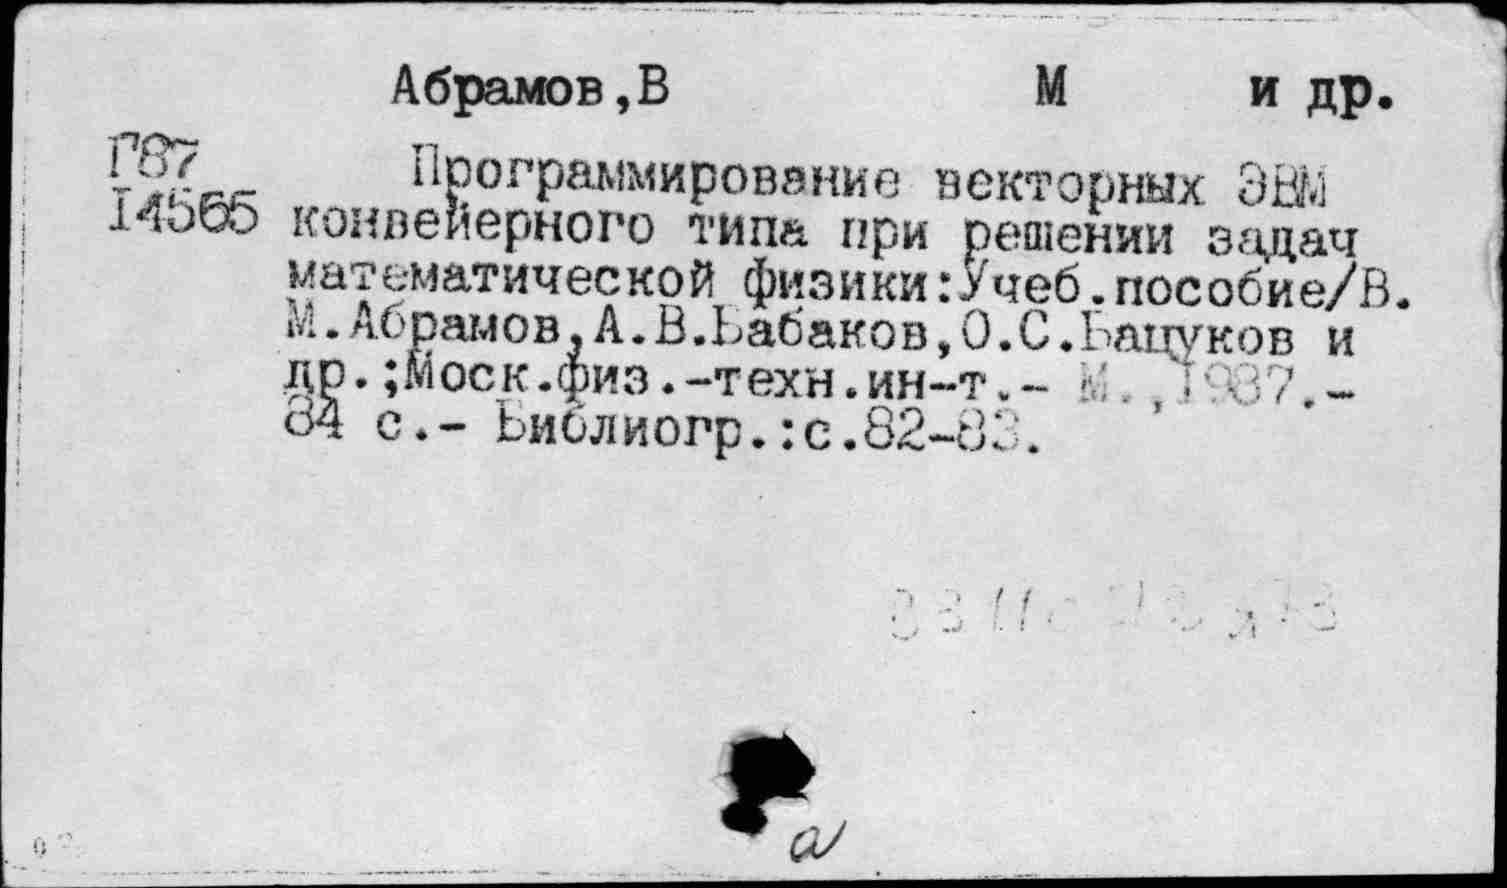 Абрамов,В М и др.
Г87
14565
Программирование векторных ЭВМ
конвейерного типа при решении задач
математической физики:Учеб.пособие/В.
М.Абрамов,А.В.Бабаков,О.С.Бацуков и
др.;Моск.физ.-техн.ин-т.- М.,1987.-
84 с.- Библиогр.:с.82-83.